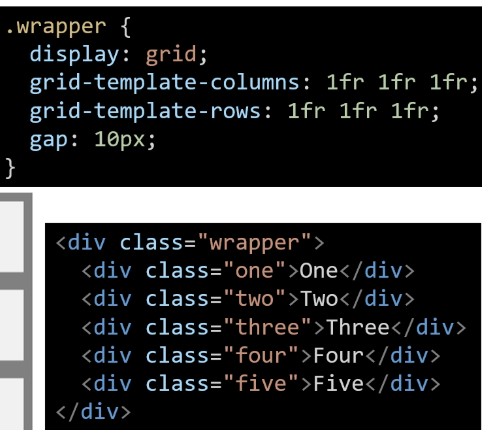 .wrapper {
  display: grid;
  grid-template-columns: 1fr 1fr 1fr;
  grid-template-rows: 1fr 1fr 1fr;
  gap: 10px;
}
<div class="wrapper">
  <div class="one">One</div>
  <div class="two">Two</div>
  <div class="three">Three</div>
  <div class="four">Four</div>
  <div class="five">Five</div>
</div>